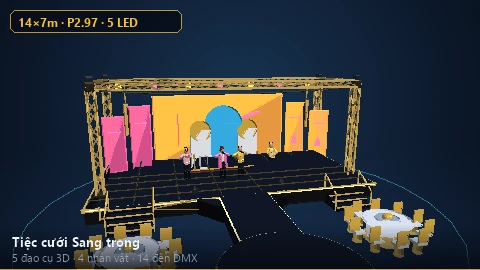 14×7m · P2.97 · 5 LED
Tiệc cưới Sang trọng
5 đạo cụ 3D · 4 nhân vật · 14 đèn DMX